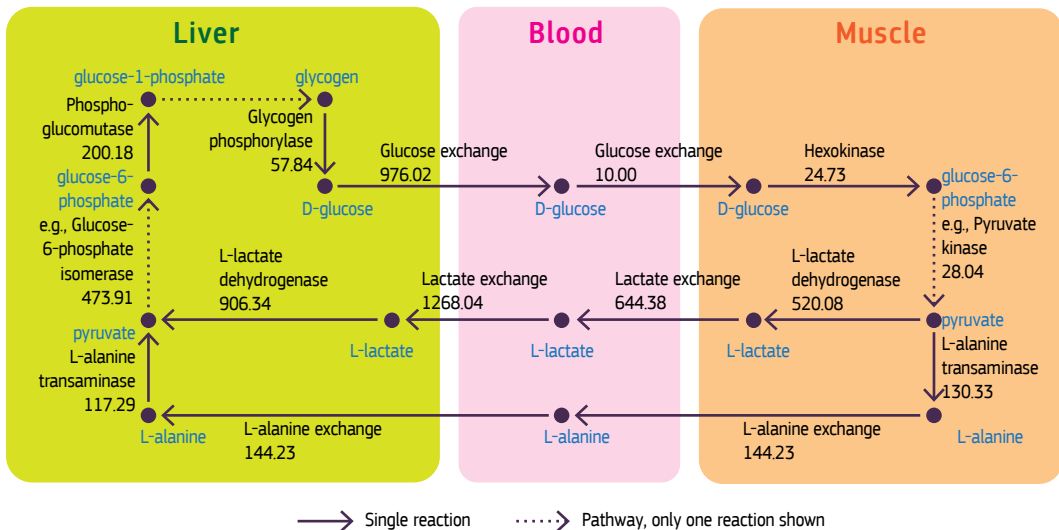 Liver
Blood
Muscle
glucose-1-phosphate
glycogen
Phospho-
glucomutase
200.18
Glycogen
phosphorylase
57.84
Glucose exchange
976.02
Glucose exchange
10.00
Hexokinase
24.73
glucose-6-
phosphate
D-glucose
D-glucose
D-glucose
glucose-6-
phosphate
e.g., Glucose-
6-phosphate
isomerase
473.91
L-lactate
dehydrogenase
906.34
Lactate exchange
1268.04
Lactate exchange
644.38
L-lactate
dehydrogenase
520.08
e.g., Pyruvate
kinase
28.04
pyruvate
L-lactate
L-lactate
L-lactate
pyruvate
L-alanine
transaminase
117.29
L-alanine
transaminase
130.33
L-alanine
L-alanine exchange
144.23
L-alanine
L-alanine exchange
144.23
L-alanine
Single reaction
Pathway, only one reaction shown